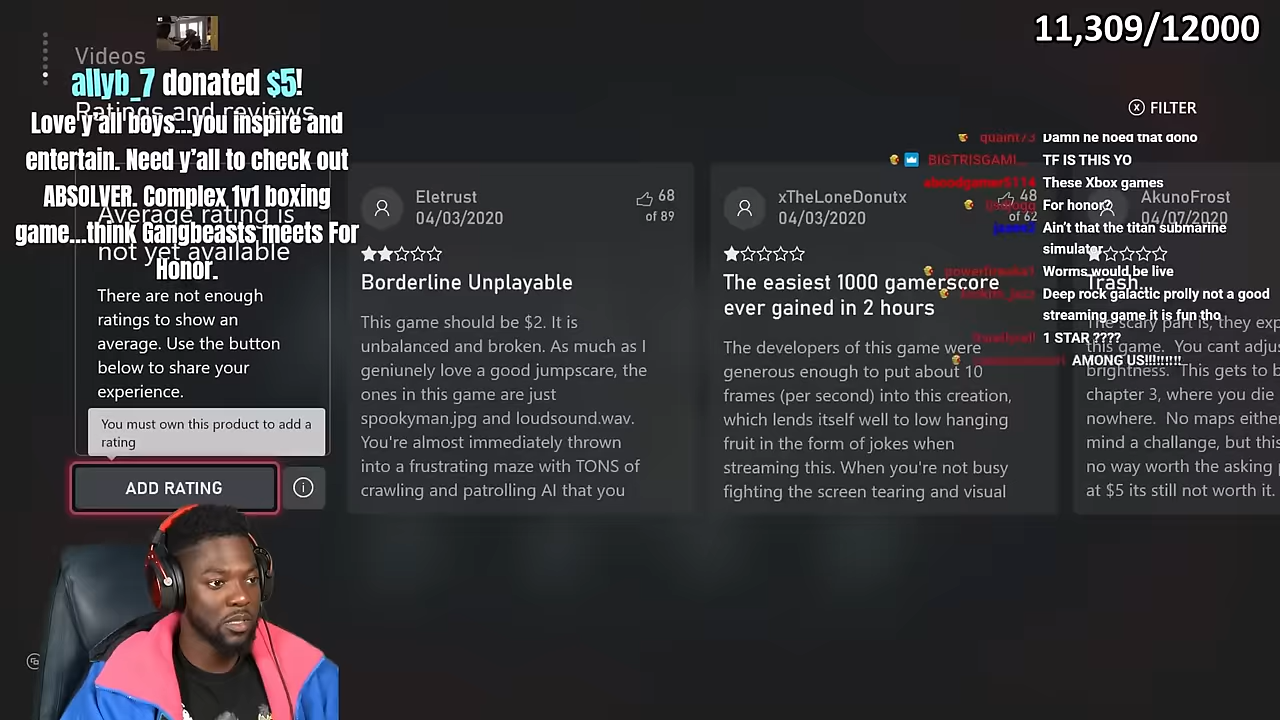 11,309/12000
Videos
allyb_7 donated $5!
Ratings and reviews
Love y'all boys...you inspire and
entertain. Need y'all to check out
ABSOLVER. Complex 1v1 boxing
game...think Gangbeasts meets For
Honor.
Average rating is
not yet available
There are not enough
ratings to show an
average. Use the button
below to share your
experience.
You must own this product to add a
rating
ADD RATING
Eletrust
04/03/2020
68
of 89
Borderline Unplayable
This game should be $2. It is
unbalanced and broken. As much as I
geniunely love a good jumpscare, the
ones in this game are just
spookyman.jpg and loudsound.wav.
You're almost immediately thrown
into a frustrating maze with TONS of
crawling and patrolling AI that you
xTheLoneDonutx
04/03/2020
48
of 62
The easiest 1000 gamerscore
ever gained in 2 hours
The developers of this game were
generous enough to put about 10
frames (per second) into this creation,
which lends itself well to low hanging
fruit in the form of jokes when
streaming this. When you're not busy
fighting the screen tearing and visual
X FILTER
AkunoFrost
04/07/2020
Trash.
The scary part is, they exp
this game. You cant adjus
brightness. This gets to b
chapter 3, where you die
nowhere. No maps either
mind a challange, but this
no way worth the asking p
at $5 its still not worth it.
quaint73 Damn he hoed that dono
BIGTRISGAMI... TF IS THIS YO
aboodgamer5114 These Xbox games
For honor?
Ain't that the titan submarine
simulator
Worms would be live
Deep rock galactic prolly not a good
streaming game it is fun tho
1 STAR ????
AMONG US!!!!!!!!!